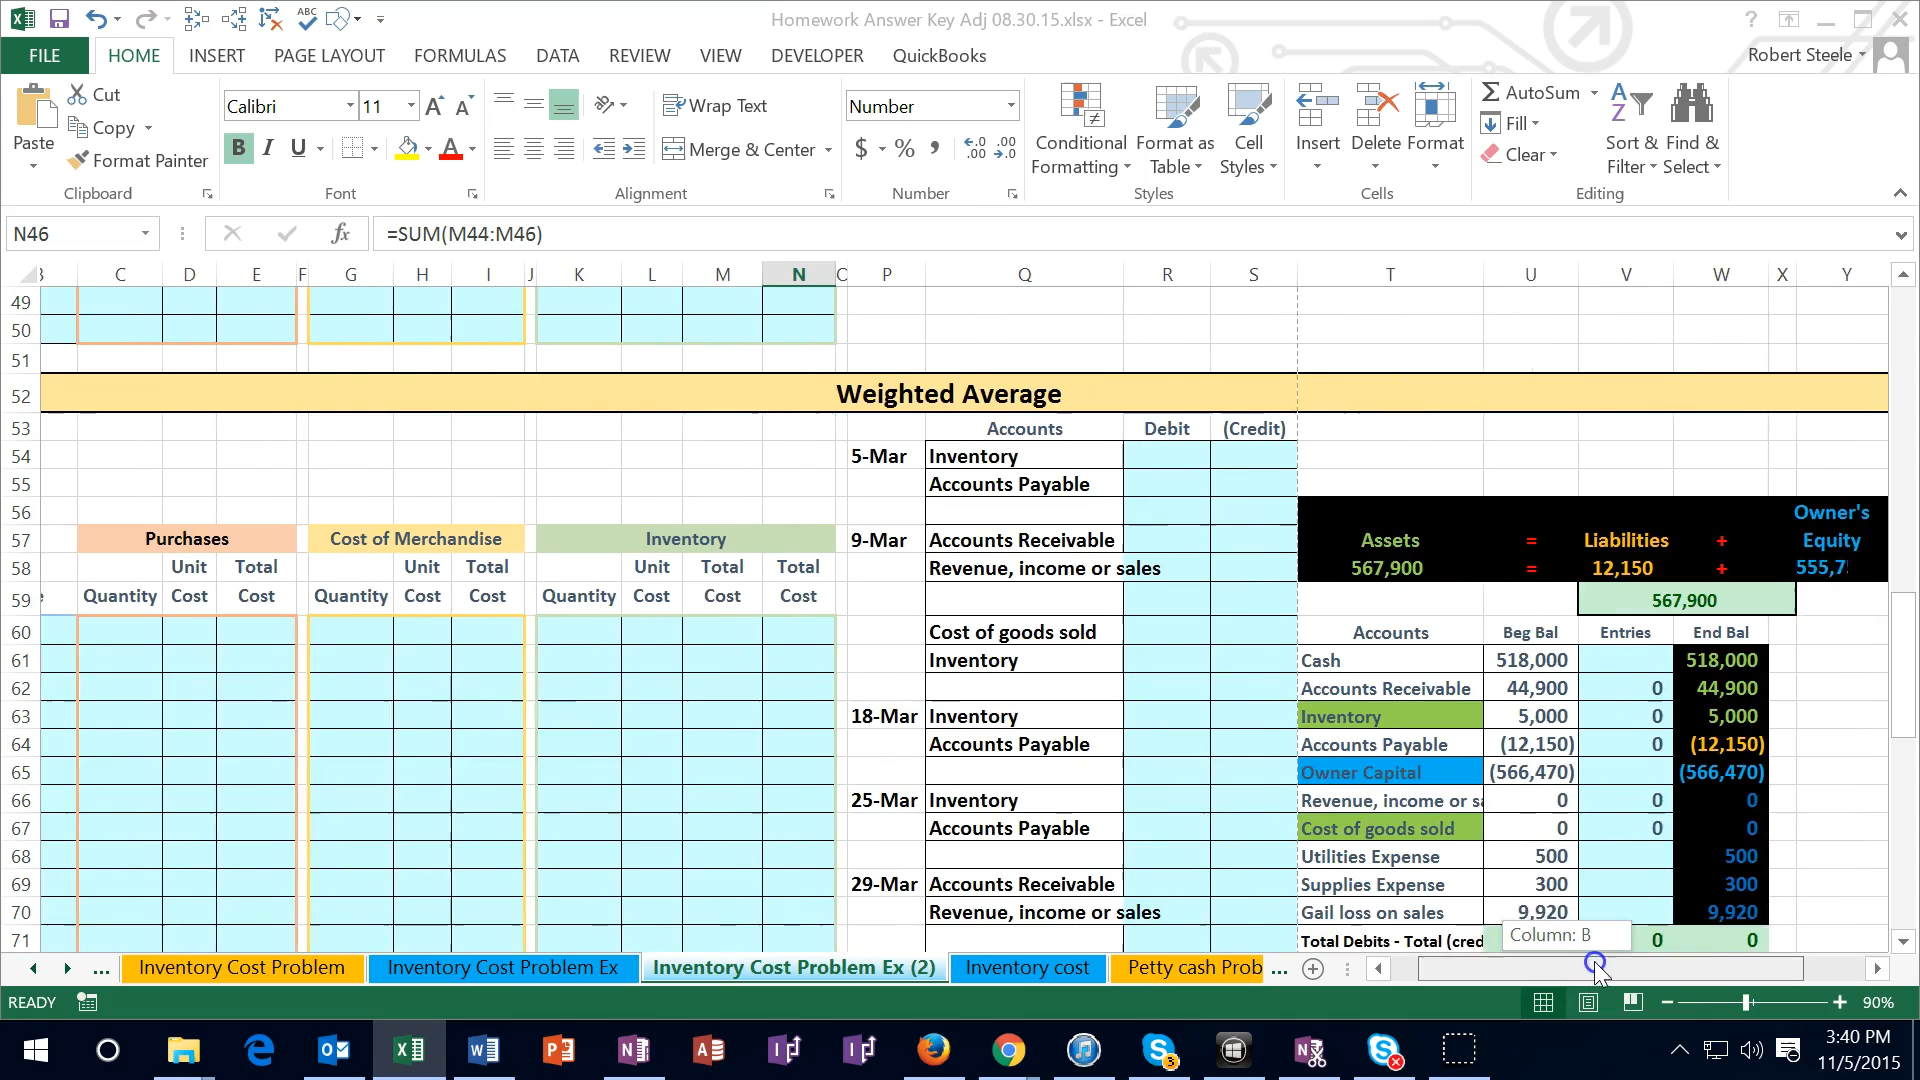 Homework Answer Key Adj 08.30.15.xlsx - Excel
FILE HOME INSERT PAGE LAYOUT FORMULAS DATA REVIEW VIEW DEVELOPER QuickBooks Robert Steele
Cut
Copy
Paste
Format Painter
Clipboard
Calibri 11
B I U
Font
Wrap Text
Merge & Center
Alignment
Number
$ % ,
Number
Conditional Formatting
Format as Table
Cell Styles
Styles
Insert Delete Format
Cells
AutoSum
Fill
Clear
Sort & Filter
Find & Select
Editing
N46 fx =SUM(M44:M46)
C D E F G H I J K L M N P Q R S T U V W X Y
49
50
51
52 Weighted Average
53 Accounts Debit (Credit)
54 5-Mar Inventory
55 Accounts Payable
56 Owner's
57 Purchases Cost of Merchandise Inventory 9-Mar Accounts Receivable Assets = Liabilities + Equity
58 Unit Total Unit Total Unit Total Total Revenue, income or sales 567,900 = 12,150 +
59 Quantity Cost Cost Quantity Cost Cost Quantity Cost Cost Cost 567,900
60 Cost of goods sold Accounts Beg Bal Entries End Bal
61 Inventory Cash 518,000 518,000
62 Accounts Receivable 44,900 0 44,900
63 18-Mar Inventory Inventory 5,000 0 5,000
64 Accounts Payable Accounts Payable (12,150) 0 (12,150)
65 Owner Capital (566,470) (566,470)
66 25-Mar Inventory Revenue, income or sa 0 0 0
67 Accounts Payable Cost of goods sold 0 0 0
68 Utilities Expense 500 500
69 29-Mar Accounts Receivable Supplies Expense 300 300
70 Revenue, income or sales Gail loss on sales 9,920 9,920
71 Total Debits - Total (cred 0 0
Column: B
... Inventory Cost Problem Inventory Cost Problem Ex Inventory Cost Problem Ex (2) Inventory cost Petty cash Prob ...
READY 90%
3:40 PM
11/5/2015